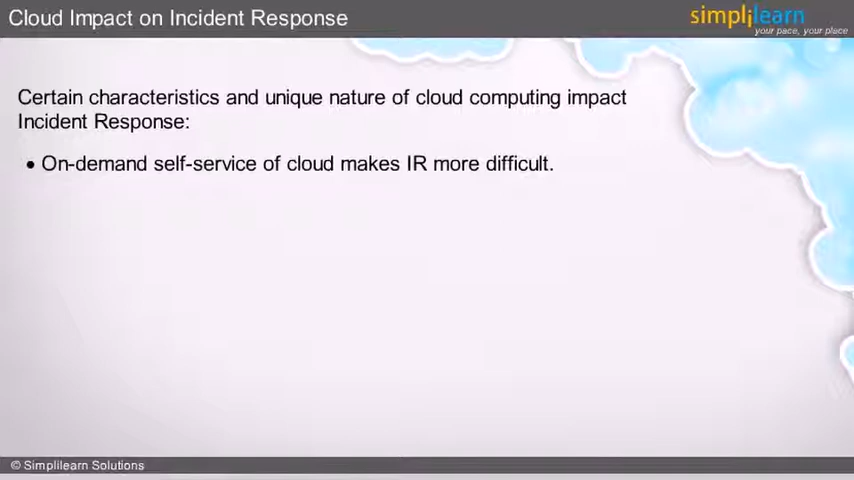 Cloud Impact on Incident Response
simplilearn
your pace, your place
Certain characteristics and unique nature of cloud computing impact
Incident Response:
• On-demand self-service of cloud makes IR more difficult.
© Simplilearn Solutions